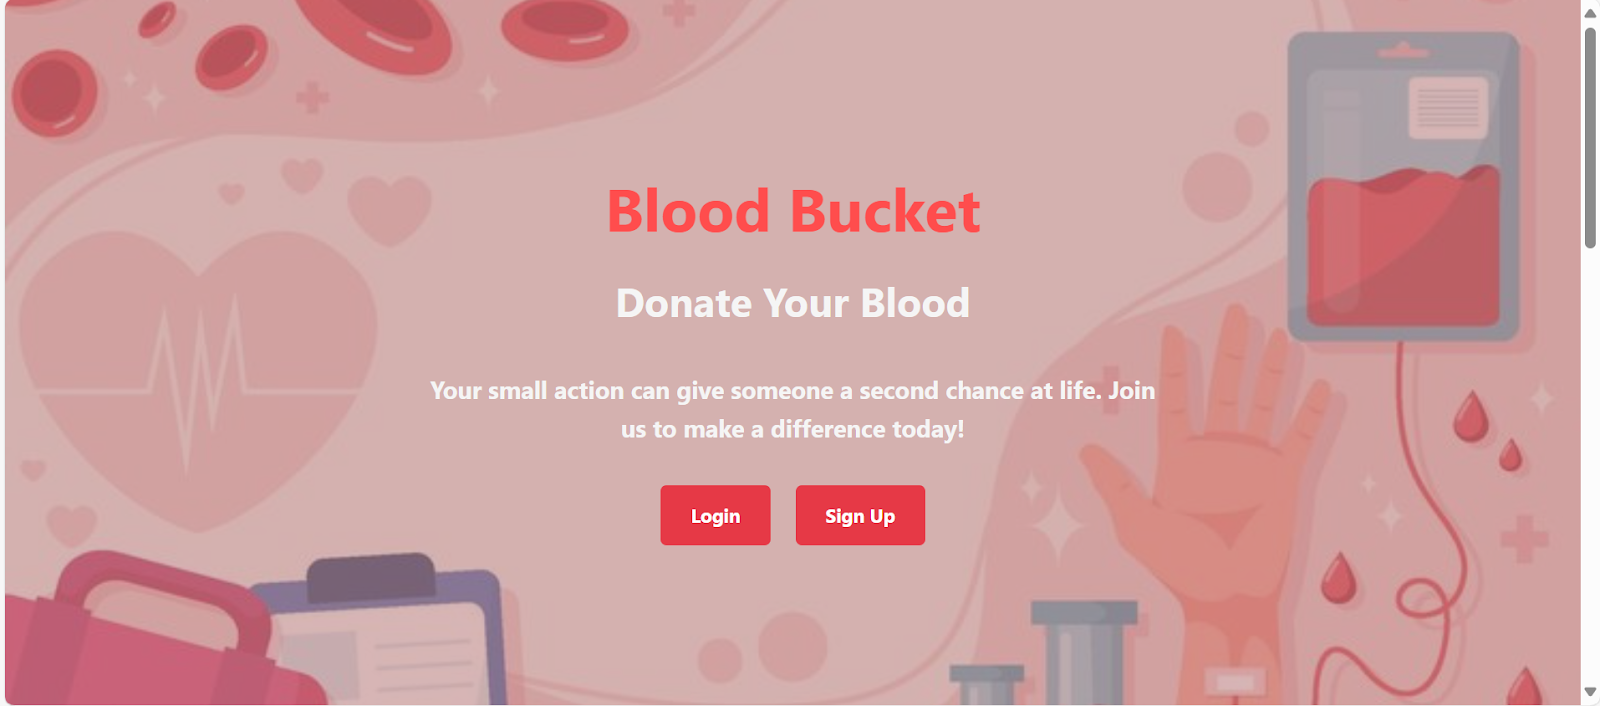 Blood Bucket
Donate Your Blood
Your small action can give someone a second chance at life. Join
us to make a difference today!
Login
Sign Up